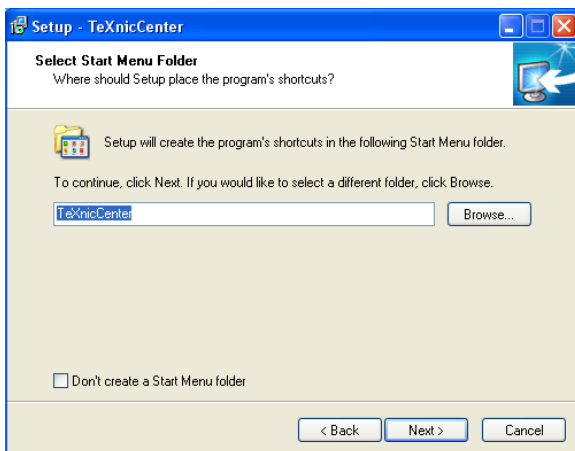 Setup - TeXnicCenter
Select Start Menu Folder
Where should Setup place the program's shortcuts?
Setup will create the program's shortcuts in the following Start Menu folder.
To continue, click Next. If you would like to select a different folder, click Browse.
TeXnicCenter
Browse...
Don't create a Start Menu folder
< Back
Next >
Cancel